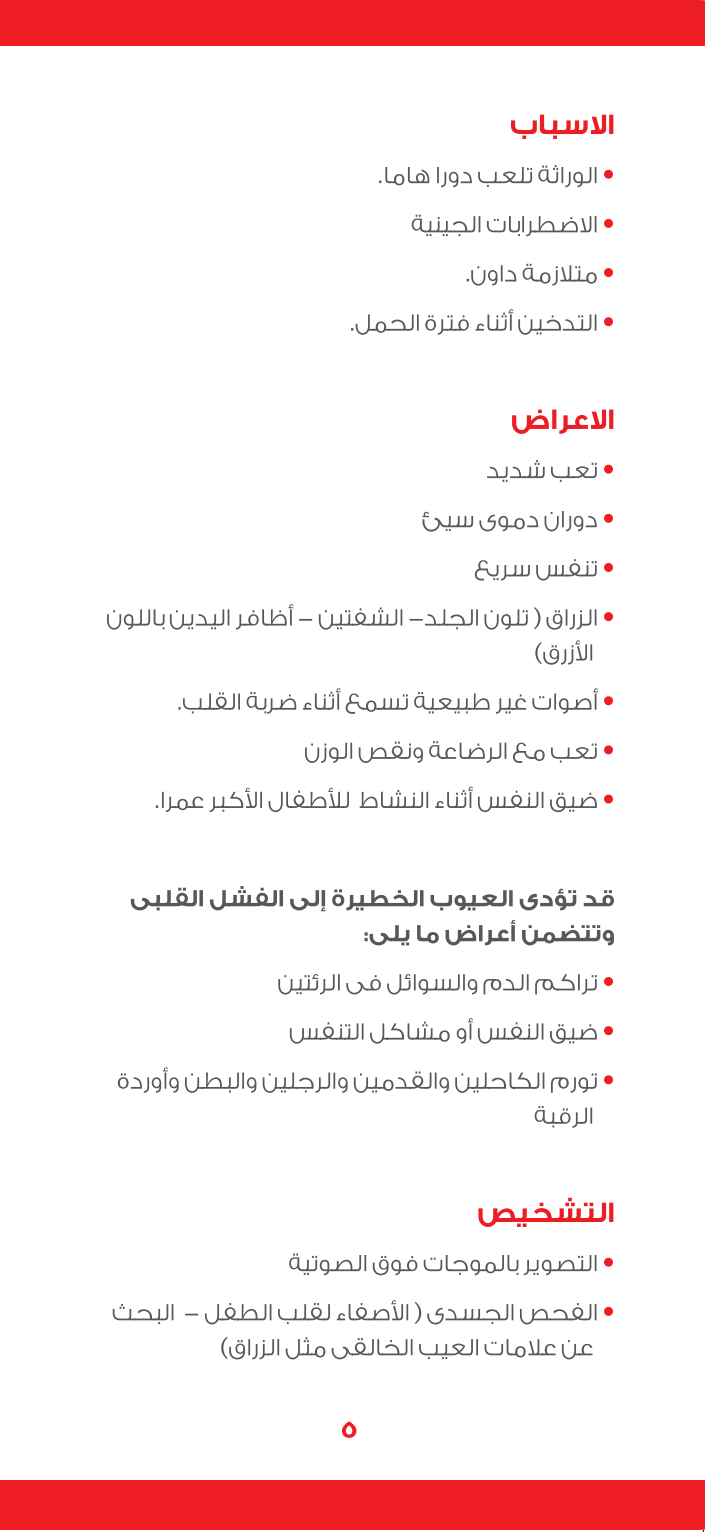 الاسباب
• الوراثة تلعب دورا هاما.
• الاضطرابات الجينية
• متلازمة داون.
• التدخين أثناء فترة الحمل.
الاعراض
• تعب شديد
• دوران دموى سيئ
• تنفس سريع
• الزراق ( تلون الجلد– الشفتين – أظافر اليدين باللون
الأزرق)
• أصوات غير طبيعية تسمع أثناء ضربة القلب.
• تعب مع الرضاعة ونقص الوزن
• ضيق النفس أثناء النشاط للأطفال الأكبر عمرا.
قد تؤدى العيوب الخطيرة إلى الفشل القلبى
وتتضمن أعراض ما يلى:
• تراكم الدم والسوائل فى الرئتين
• ضيق النفس أو مشاكل التنفس
• تورم الكاحلين والقدمين والرجلين والبطن وأوردة
الرقبة
التشخيص
• التصوير بالموجات فوق الصوتية
• الفحص الجسدى ( الأصفاء لقلب الطفل – البحث
عن علامات العيب الخالقى مثل الزراق)
٥